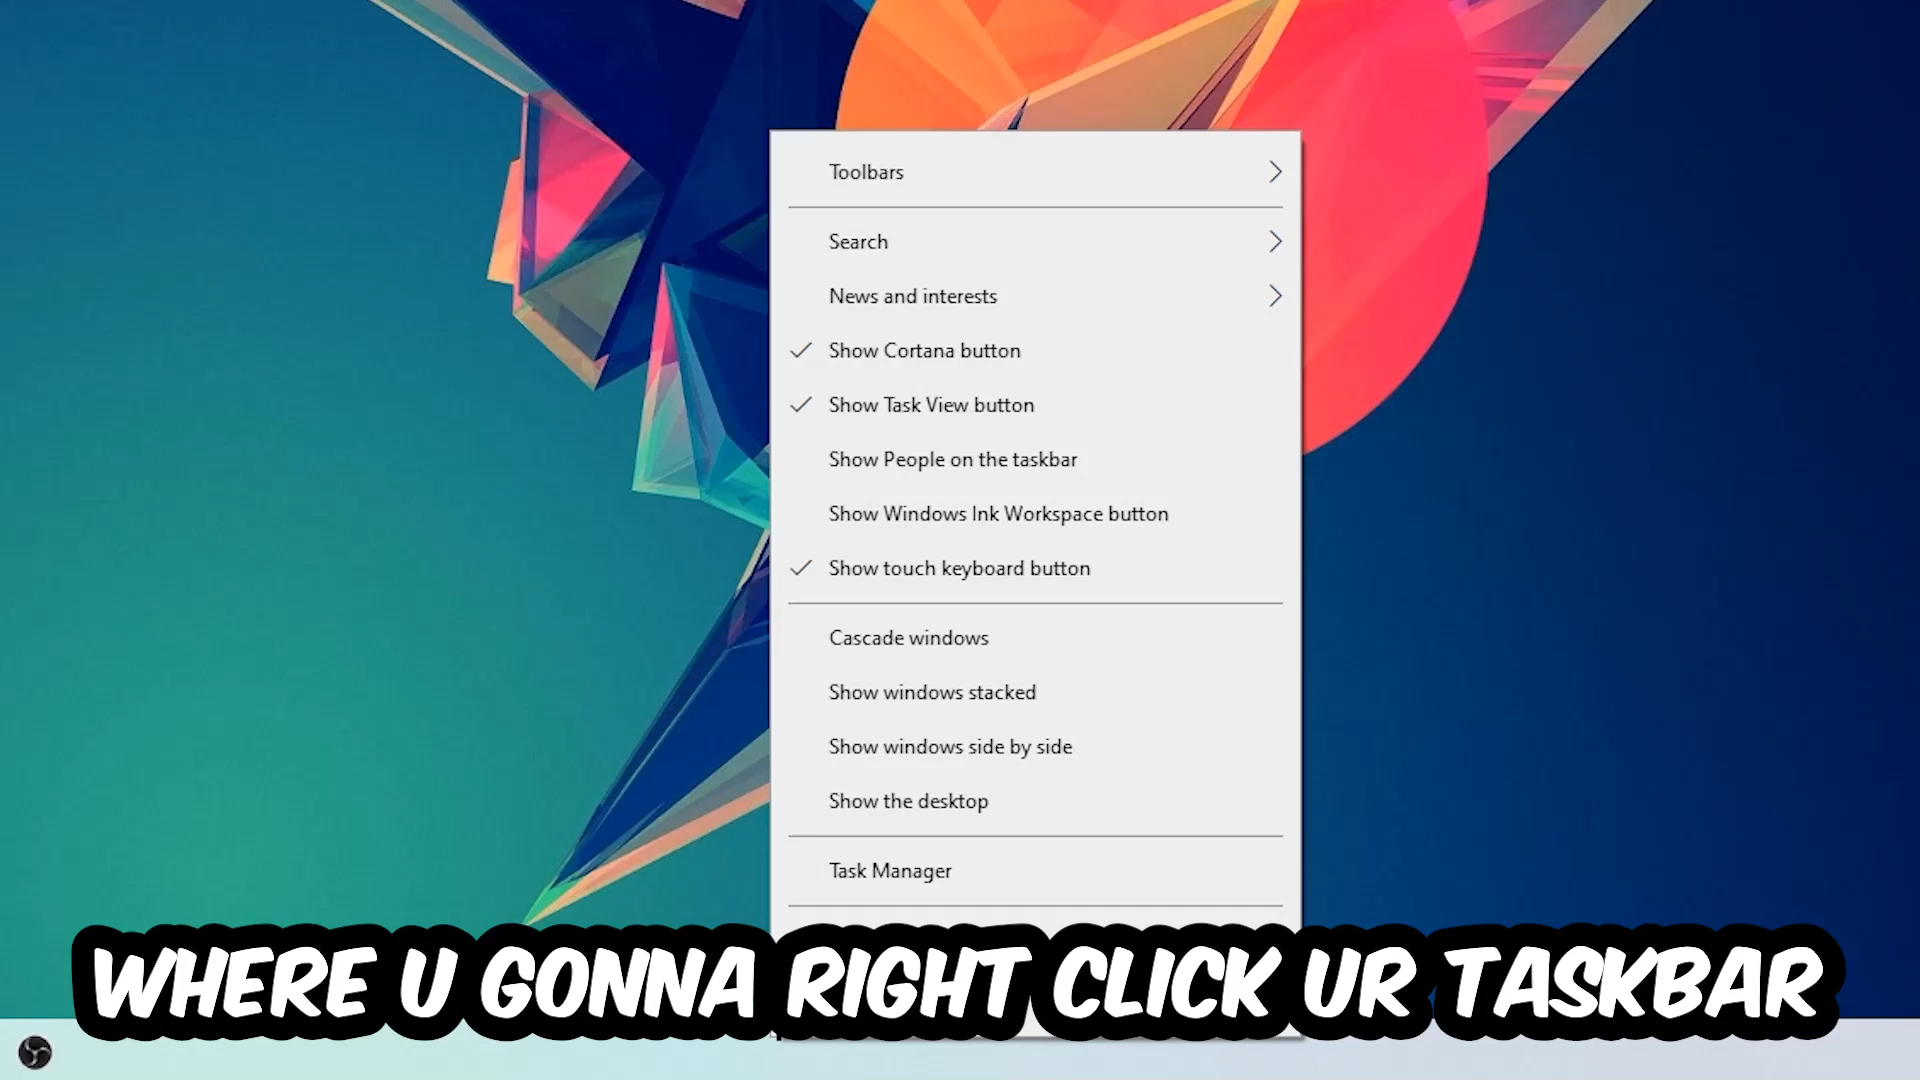 Toolbars
Search
News and interests
Show Cortana button
Show Task View button
Show People on the taskbar
Show Windows Ink Workspace button
Show touch keyboard button
Cascade windows
Show windows stacked
Show windows side by side
Show the desktop
Task Manager
WHERE U GONNA RIGHT CLICK UR TASKBAR